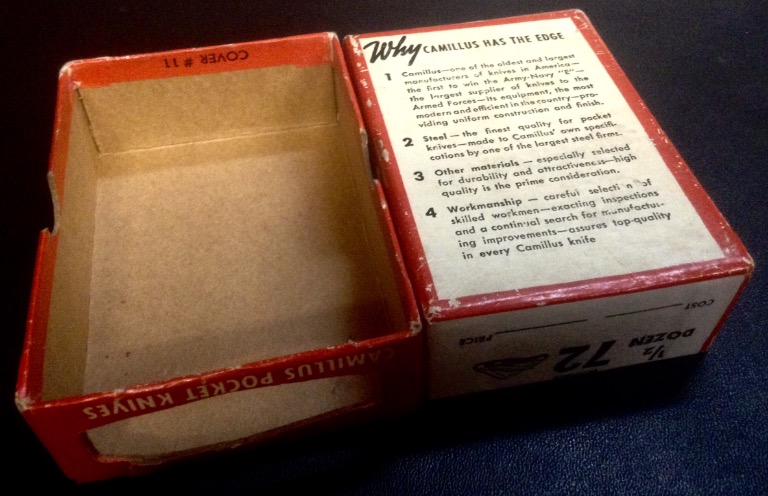 COVER # 11
CAMILLUS POCKET KNIVES
Why CAMILLUS HAS THE EDGE
1 Camillus—one of the oldest and largest
manufacturers of knives in America—
the first to win the Army-Navy "E"—
the largest supplier of knives to the
Armed Forces—its equipment, the most
modern and efficient in the country—pro-
viding uniform construction and finish.
2 Steel — the finest quality for pocket
knives—made to Camillus' own specifi-
cations by one of the largest steel firms.
3 Other materials — especially selected
for durability and attractiveness—high
quality is the prime consideration.
4 Workmanship — careful selection of
skilled workmen—exacting inspections
and a continual search for manufactur-
ing improvements—assures top-quality
in every Camillus knife
COST
PRICE
1/2 DOZEN 72